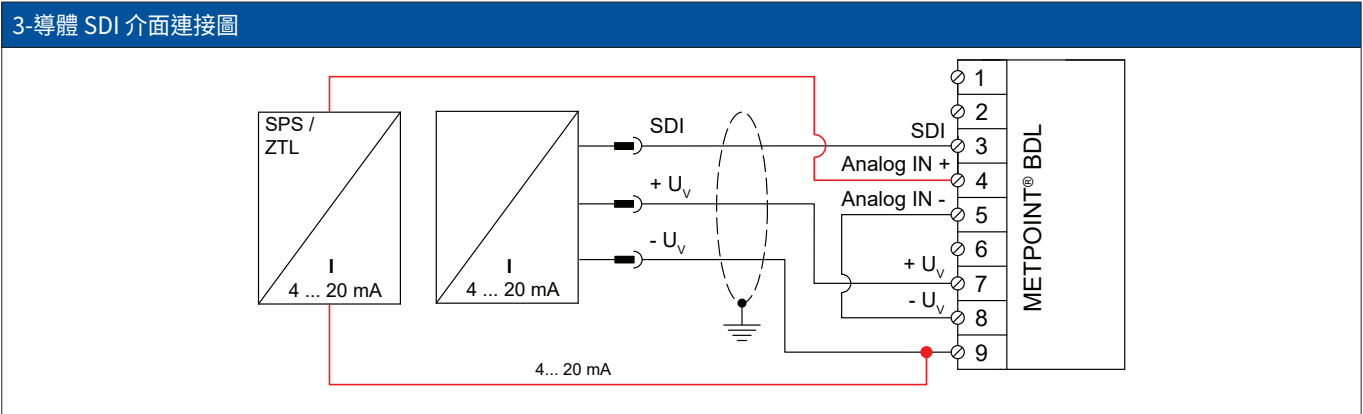 3-導體 SDI 介面連接圖
SPS /
ZTL
I
4 ... 20 mA
I
4 ... 20 mA
SDI
+ Uv
- Uv
4... 20 mA
SDI
Analog IN +
Analog IN -
+ Uv
- Uv
1
2
3
4
5
6
7
8
9
METPOINT® BDL